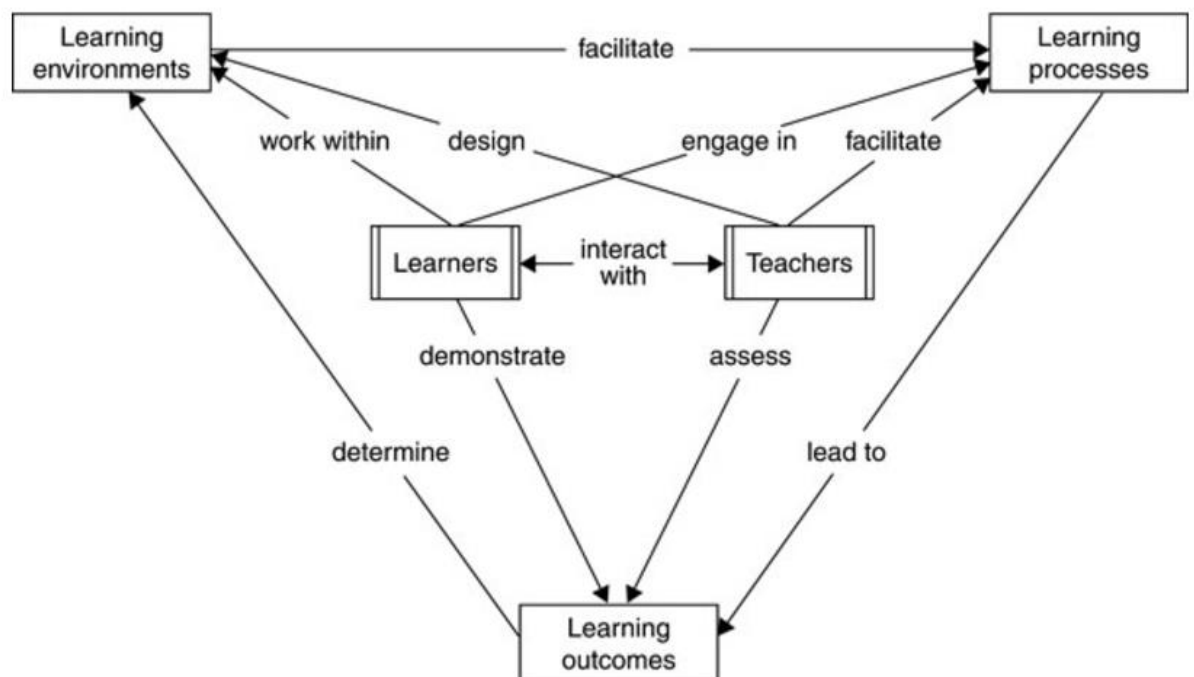 Learning
environments
facilitate
Learning
processes
work within
design
engage in
facilitate
Learners
interact
with
Teachers
demonstrate
assess
determine
lead to
Learning
outcomes